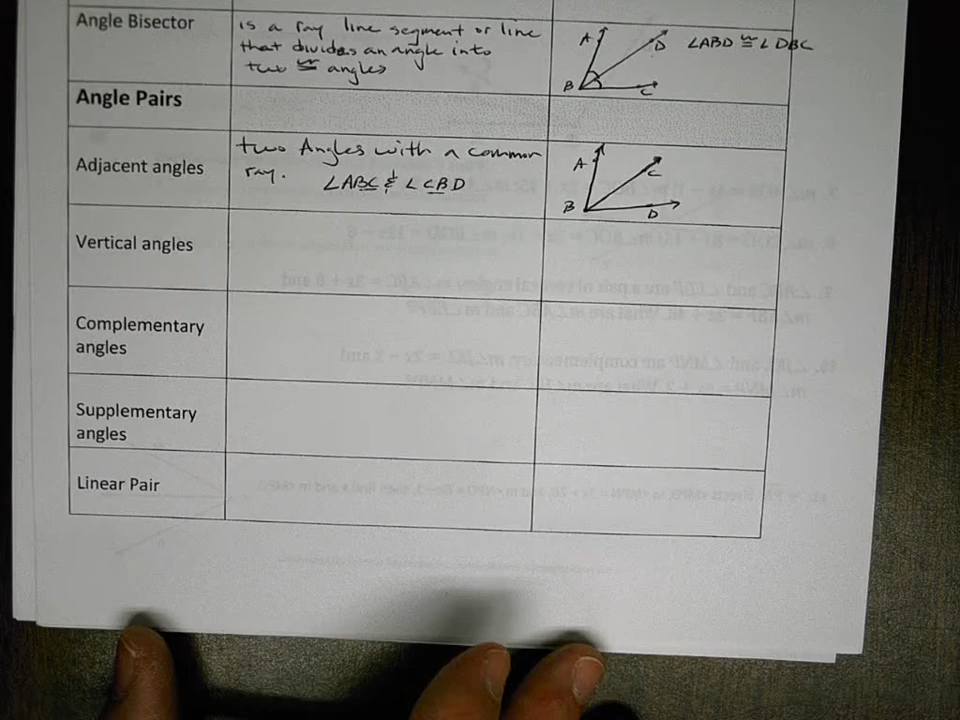 Angle Bisector
is a ray line segment or line
that divides an angle into
two ≅ angles
A D B C ∠ABD ≅ ∠DBC
Angle Pairs
Adjacent angles
two Angles with a common
ray. ∠ABC & ∠CBD
A C B D
Vertical angles
Complementary
angles
Supplementary
angles
Linear Pair